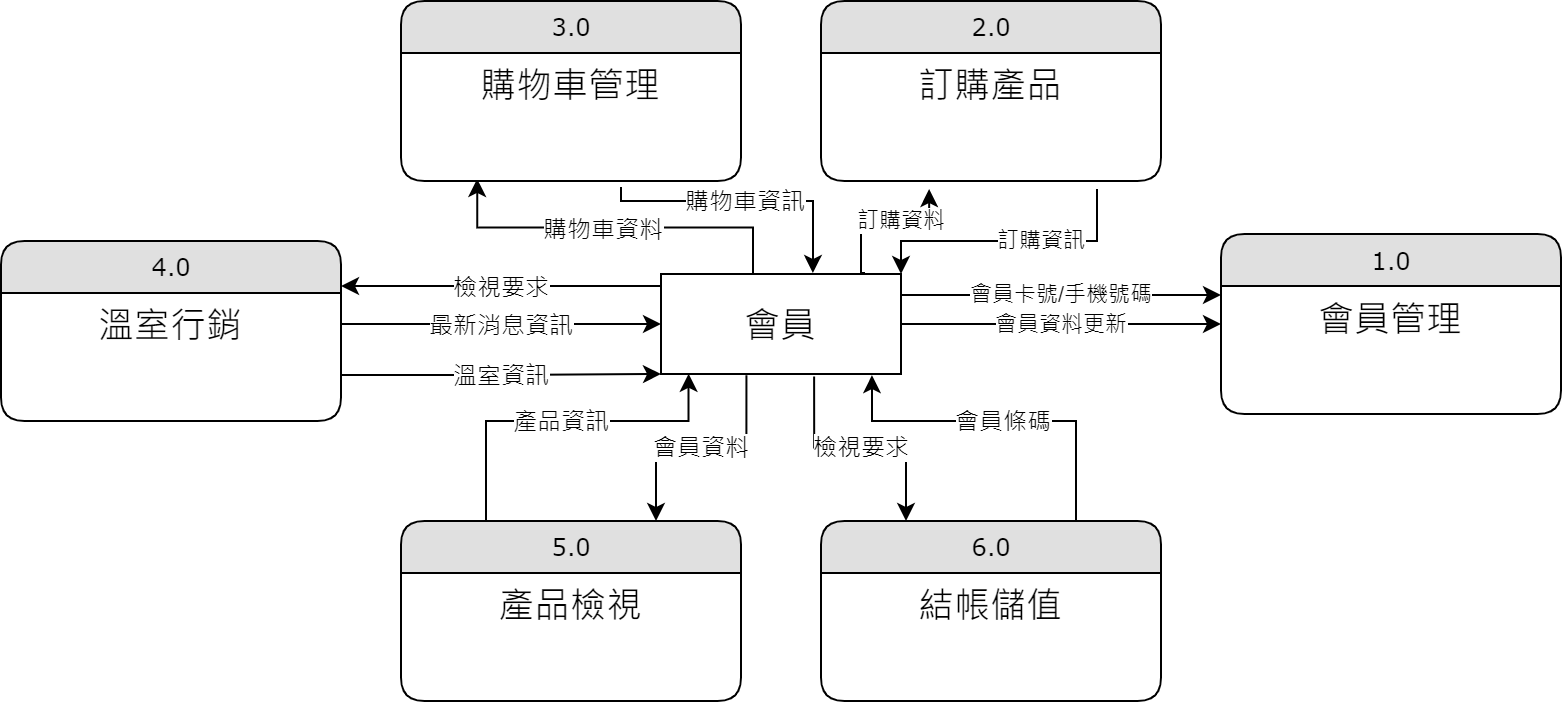 3.0
購物車管理
2.0
訂購產品
購物車資訊
購物車資料
訂購資料
訂購資訊
4.0
溫室行銷
1.0
會員管理
檢視要求
最新消息資訊
溫室資訊
會員
會員卡號/手機號碼
會員資料更新
產品資訊
會員資料
檢視要求
會員條碼
5.0
產品檢視
6.0
結帳儲值